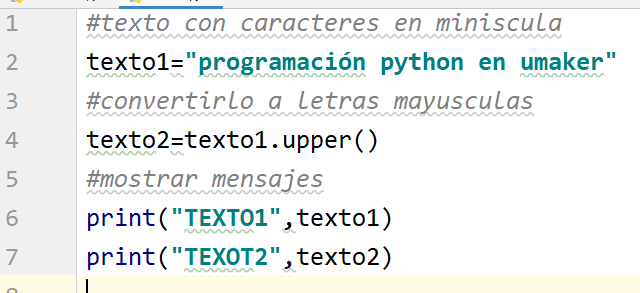 1 #texto con caracteres en miniscula
2 texto1="programación python en umaker"
3 #convertirlo a letras mayusculas
4 texto2=texto1.upper()
5 #mostrar mensajes
6 print("TEXTO1",texto1)
7 print("TEXOT2",texto2)
8